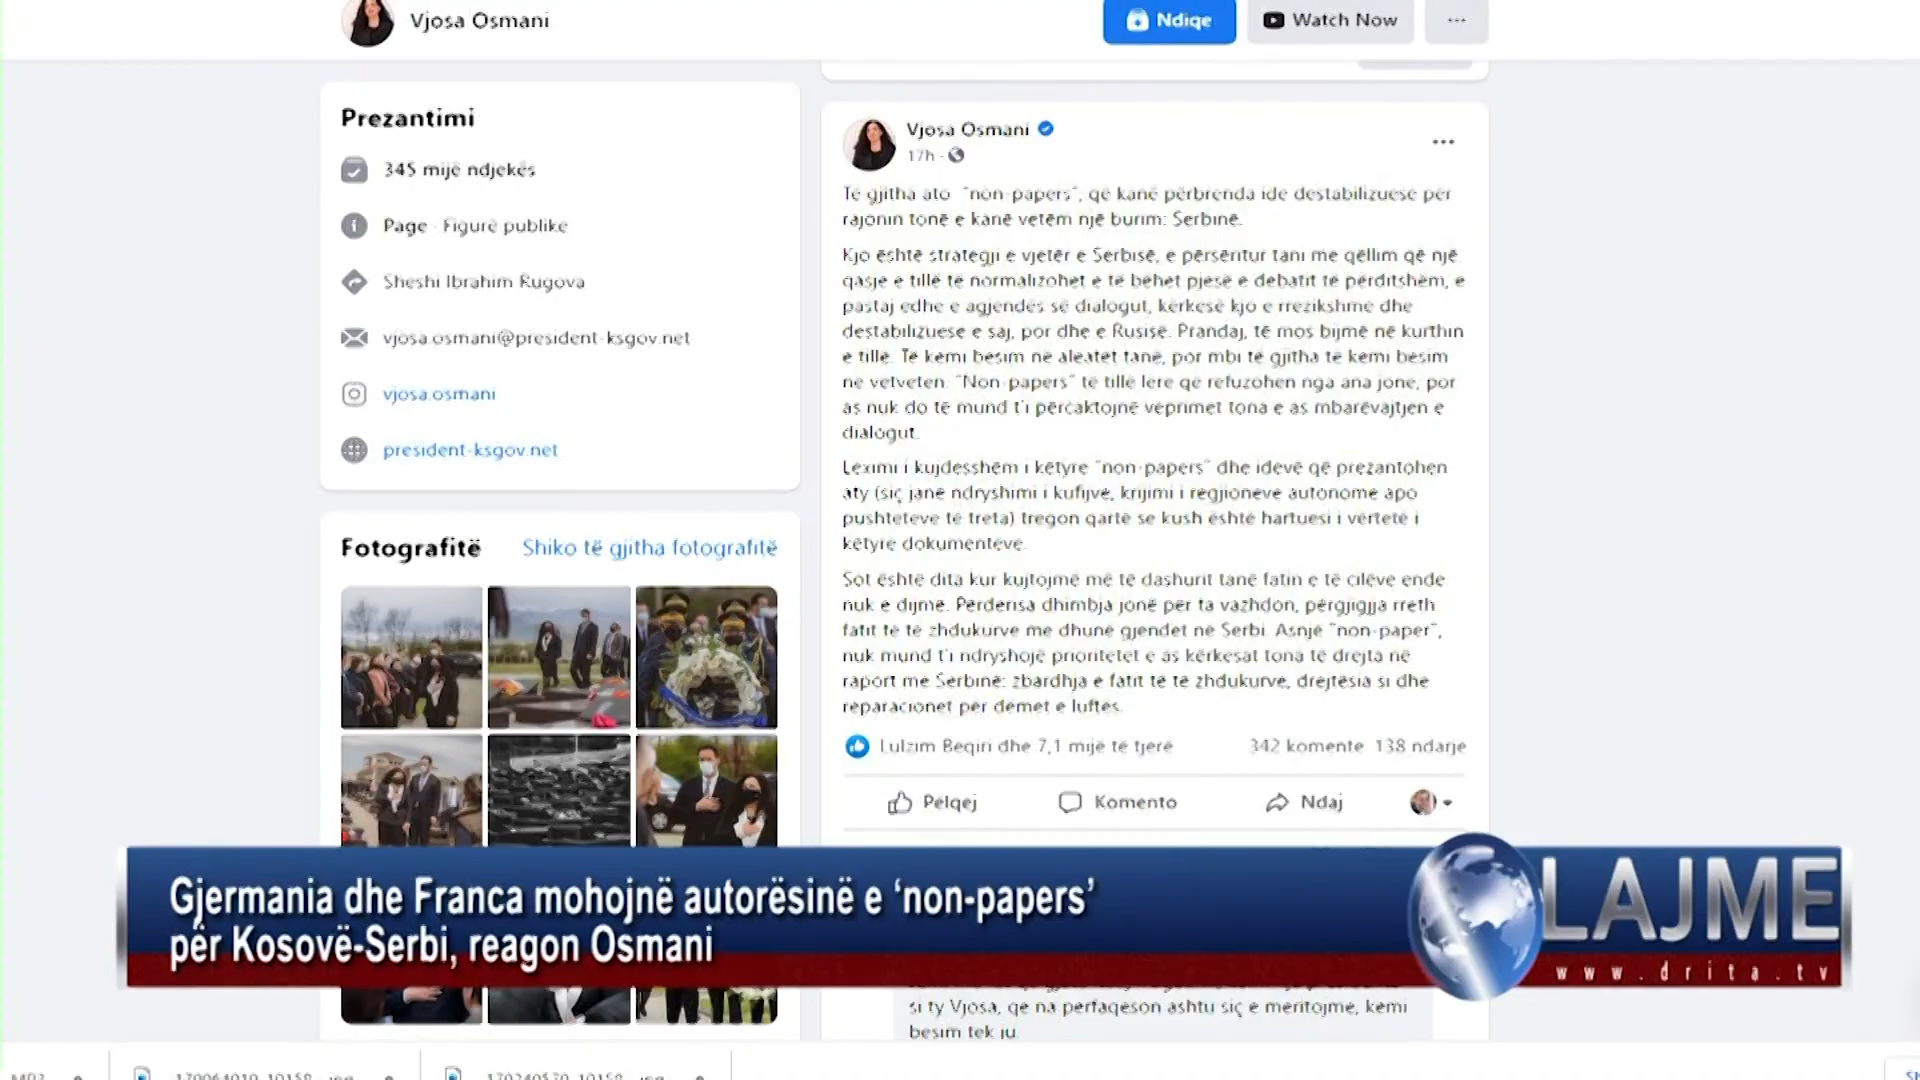 Vjosa Osmani
Ndiqe
Watch Now
Prezantimi
345 mijë ndjekës
Page · Figurë publike
Sheshi Ibrahim Rugova
vjosa.osmani@president-ksgov.net
vjosa.osmani
president-ksgov.net
Fotografitë
Shiko të gjitha fotografitë
Vjosa Osmani
17h ·
Të gjitha ato "non-papers", që kanë përbrenda ide destabilizuese për
rajonin tonë e kanë vetëm një burim: Serbinë.
Kjo është strategji e vjetër e Serbisë, e përsëritur tani me qëllim që një
qasje e tillë të normalizohet e të bëhet pjesë e debatit të përditshëm, e
pastaj edhe e agjendës së dialogut, kërkesë kjo e rrezikshme dhe
destabilizuese e saj, por dhe e Rusisë. Prandaj, të mos bijmë në kurthin
e tillë. Të kemi besim në aleatët tanë, por mbi të gjitha të kemi besim
në vetveten. "Non-papers" të tillë lëre që refuzohen nga ana jonë, por
as nuk do të mund t'i përcaktojnë veprimet tona e as mbarëvajtjen e
dialogut.
Leximi i kujdesshëm i këtyre "non-papers" dhe idevë që prezantohen
aty (siç janë ndryshimi i kufijve, krijimi i regjioneve autonome apo
pushteteve të treta) tregon qartë se kush është hartuesi i vërtetë i
këtyre dokumenteve.
Sot është dita kur kujtojmë më të dashurit tanë fatin e të cilëve ende
nuk e dijmë. Përderisa dhimbja jonë për ta vazhdon, përgjigjja rreth
fatit të të zhdukurve me dhunë gjendet në Serbi. Asnjë "non-paper",
nuk mund t'i ndryshojë prioritetet e as kërkesat tona të drejta në
raport me Serbinë: zbardhja e fatit të të zhdukurve, drejtësia si dhe
reparacionet për dëmet e luftës.
Lulzim Beqiri dhe 7,1 mijë të tjerë
342 komente 138 ndarje
Pëlqej
Komento
Ndaj
Gjermania dhe Franca mohojnë autorësinë e ‘non-papers’
për Kosovë-Serbi, reagon Osmani
LAJME
www.drita.tv
si ty Vjosa, që na përfaqëson ashtu siç e meritojmë, kemi
besim tek ju.